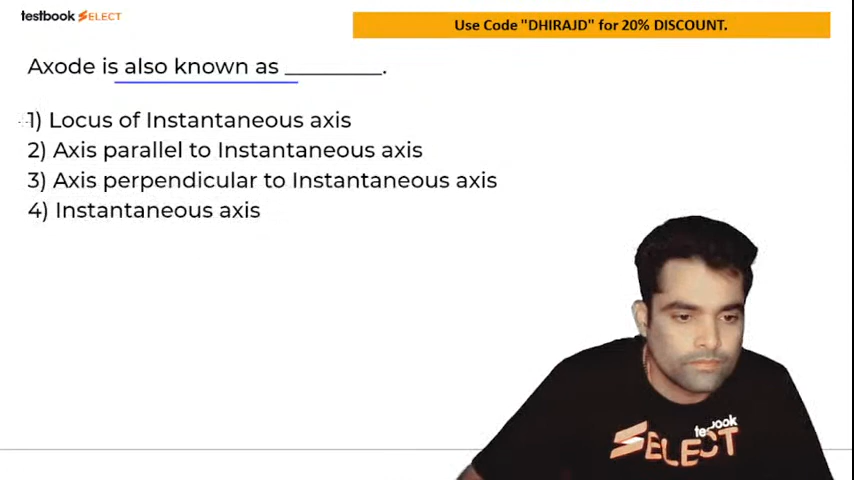 testbook SELECT
Use Code "DHIRAJD" for 20% DISCOUNT.
Axode is also known as ________.
1) Locus of Instantaneous axis
2) Axis parallel to Instantaneous axis
3) Axis perpendicular to Instantaneous axis
4) Instantaneous axis
testbook
SELECT